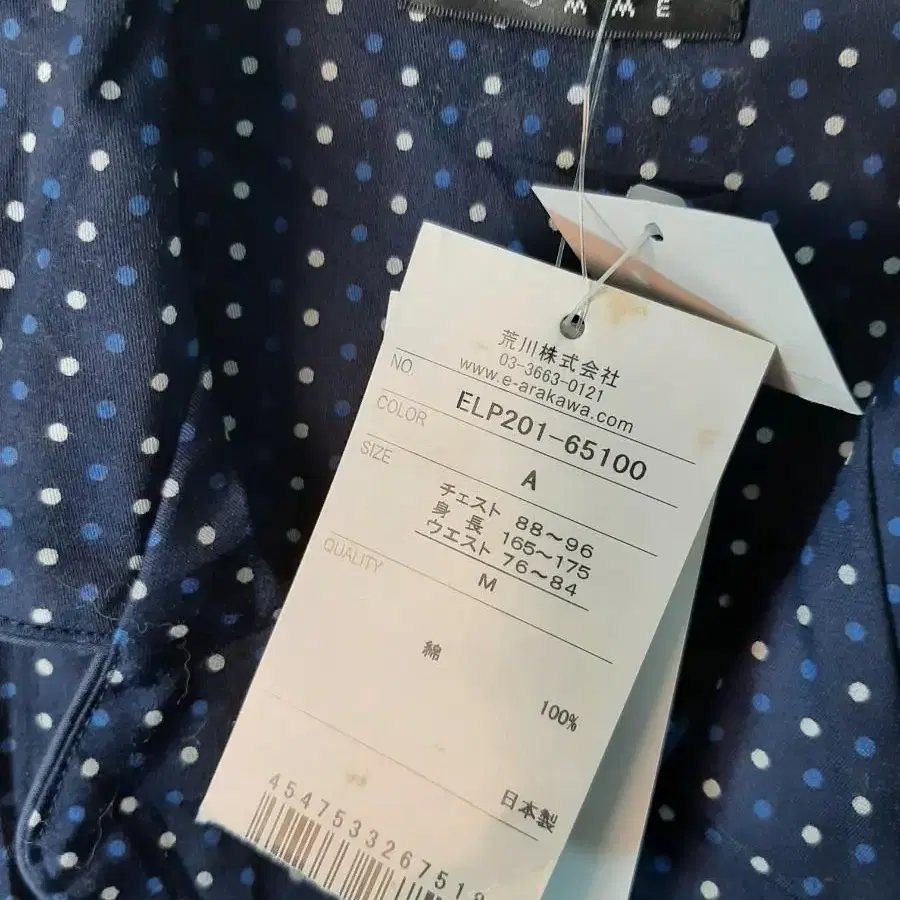 荒川株式会社
03-3663-0121
www.e-arakawa.com
NO. ELP201-65100
COLOR A
SIZE
チェスト 88〜96
身長 165〜175
ウエスト 76〜84
M
QUALITY
綿 100%
日本製